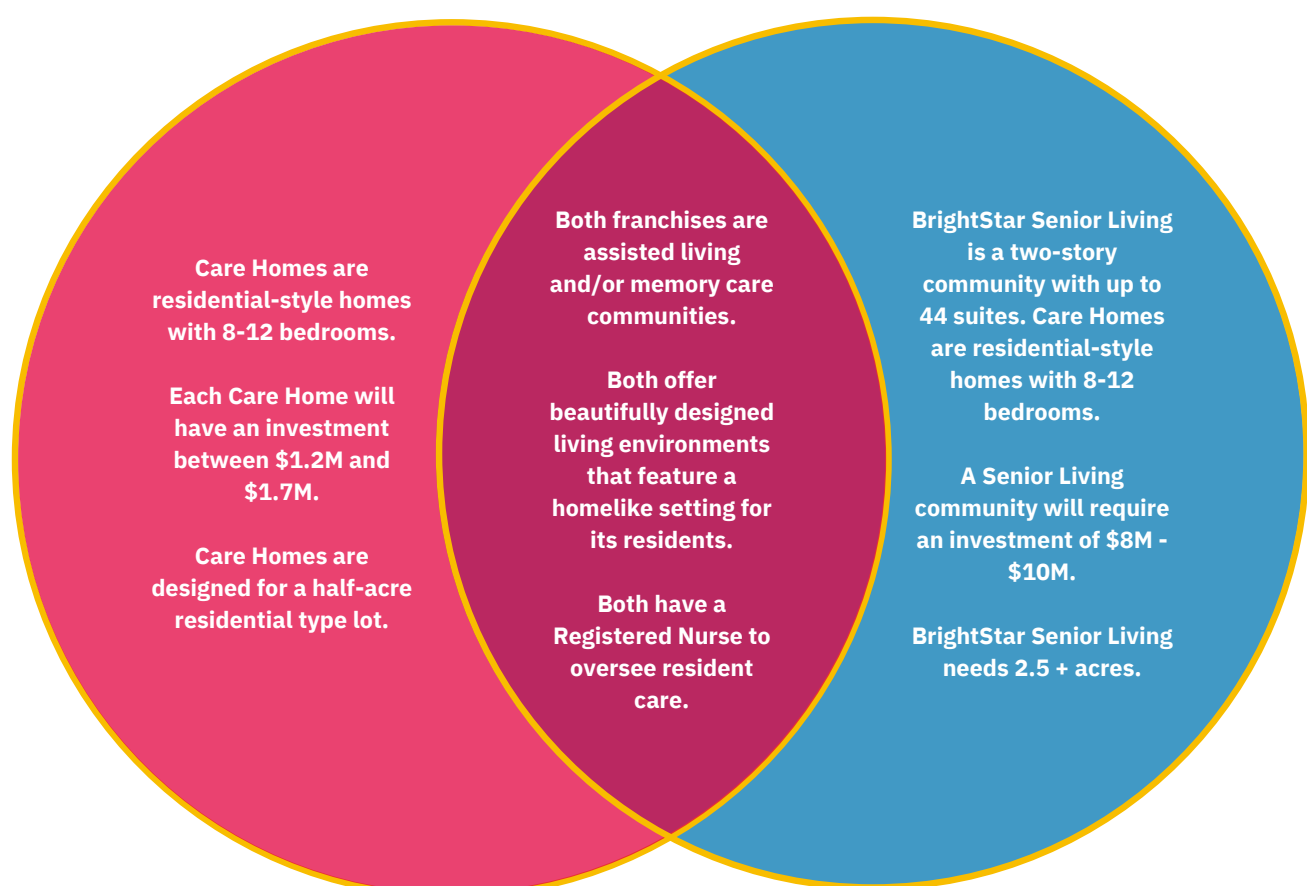 Care Homes are
residential-style homes
with 8-12 bedrooms.
Each Care Home will
have an investment
between $1.2M and
$1.7M.
Care Homes are
designed for a half-acre
residential type lot.
Both franchises are
assisted living
and/or memory care
communities.
Both offer
beautifully designed
living environments
that feature a
homelike setting for
its residents.
Both have a
Registered Nurse to
oversee resident
care.
BrightStar Senior Living
is a two-story
community with up to
44 suites. Care Homes
are residential-style
homes with 8-12
bedrooms.
A Senior Living
community will require
an investment of $8M -
$10M.
BrightStar Senior Living
needs 2.5 + acres.